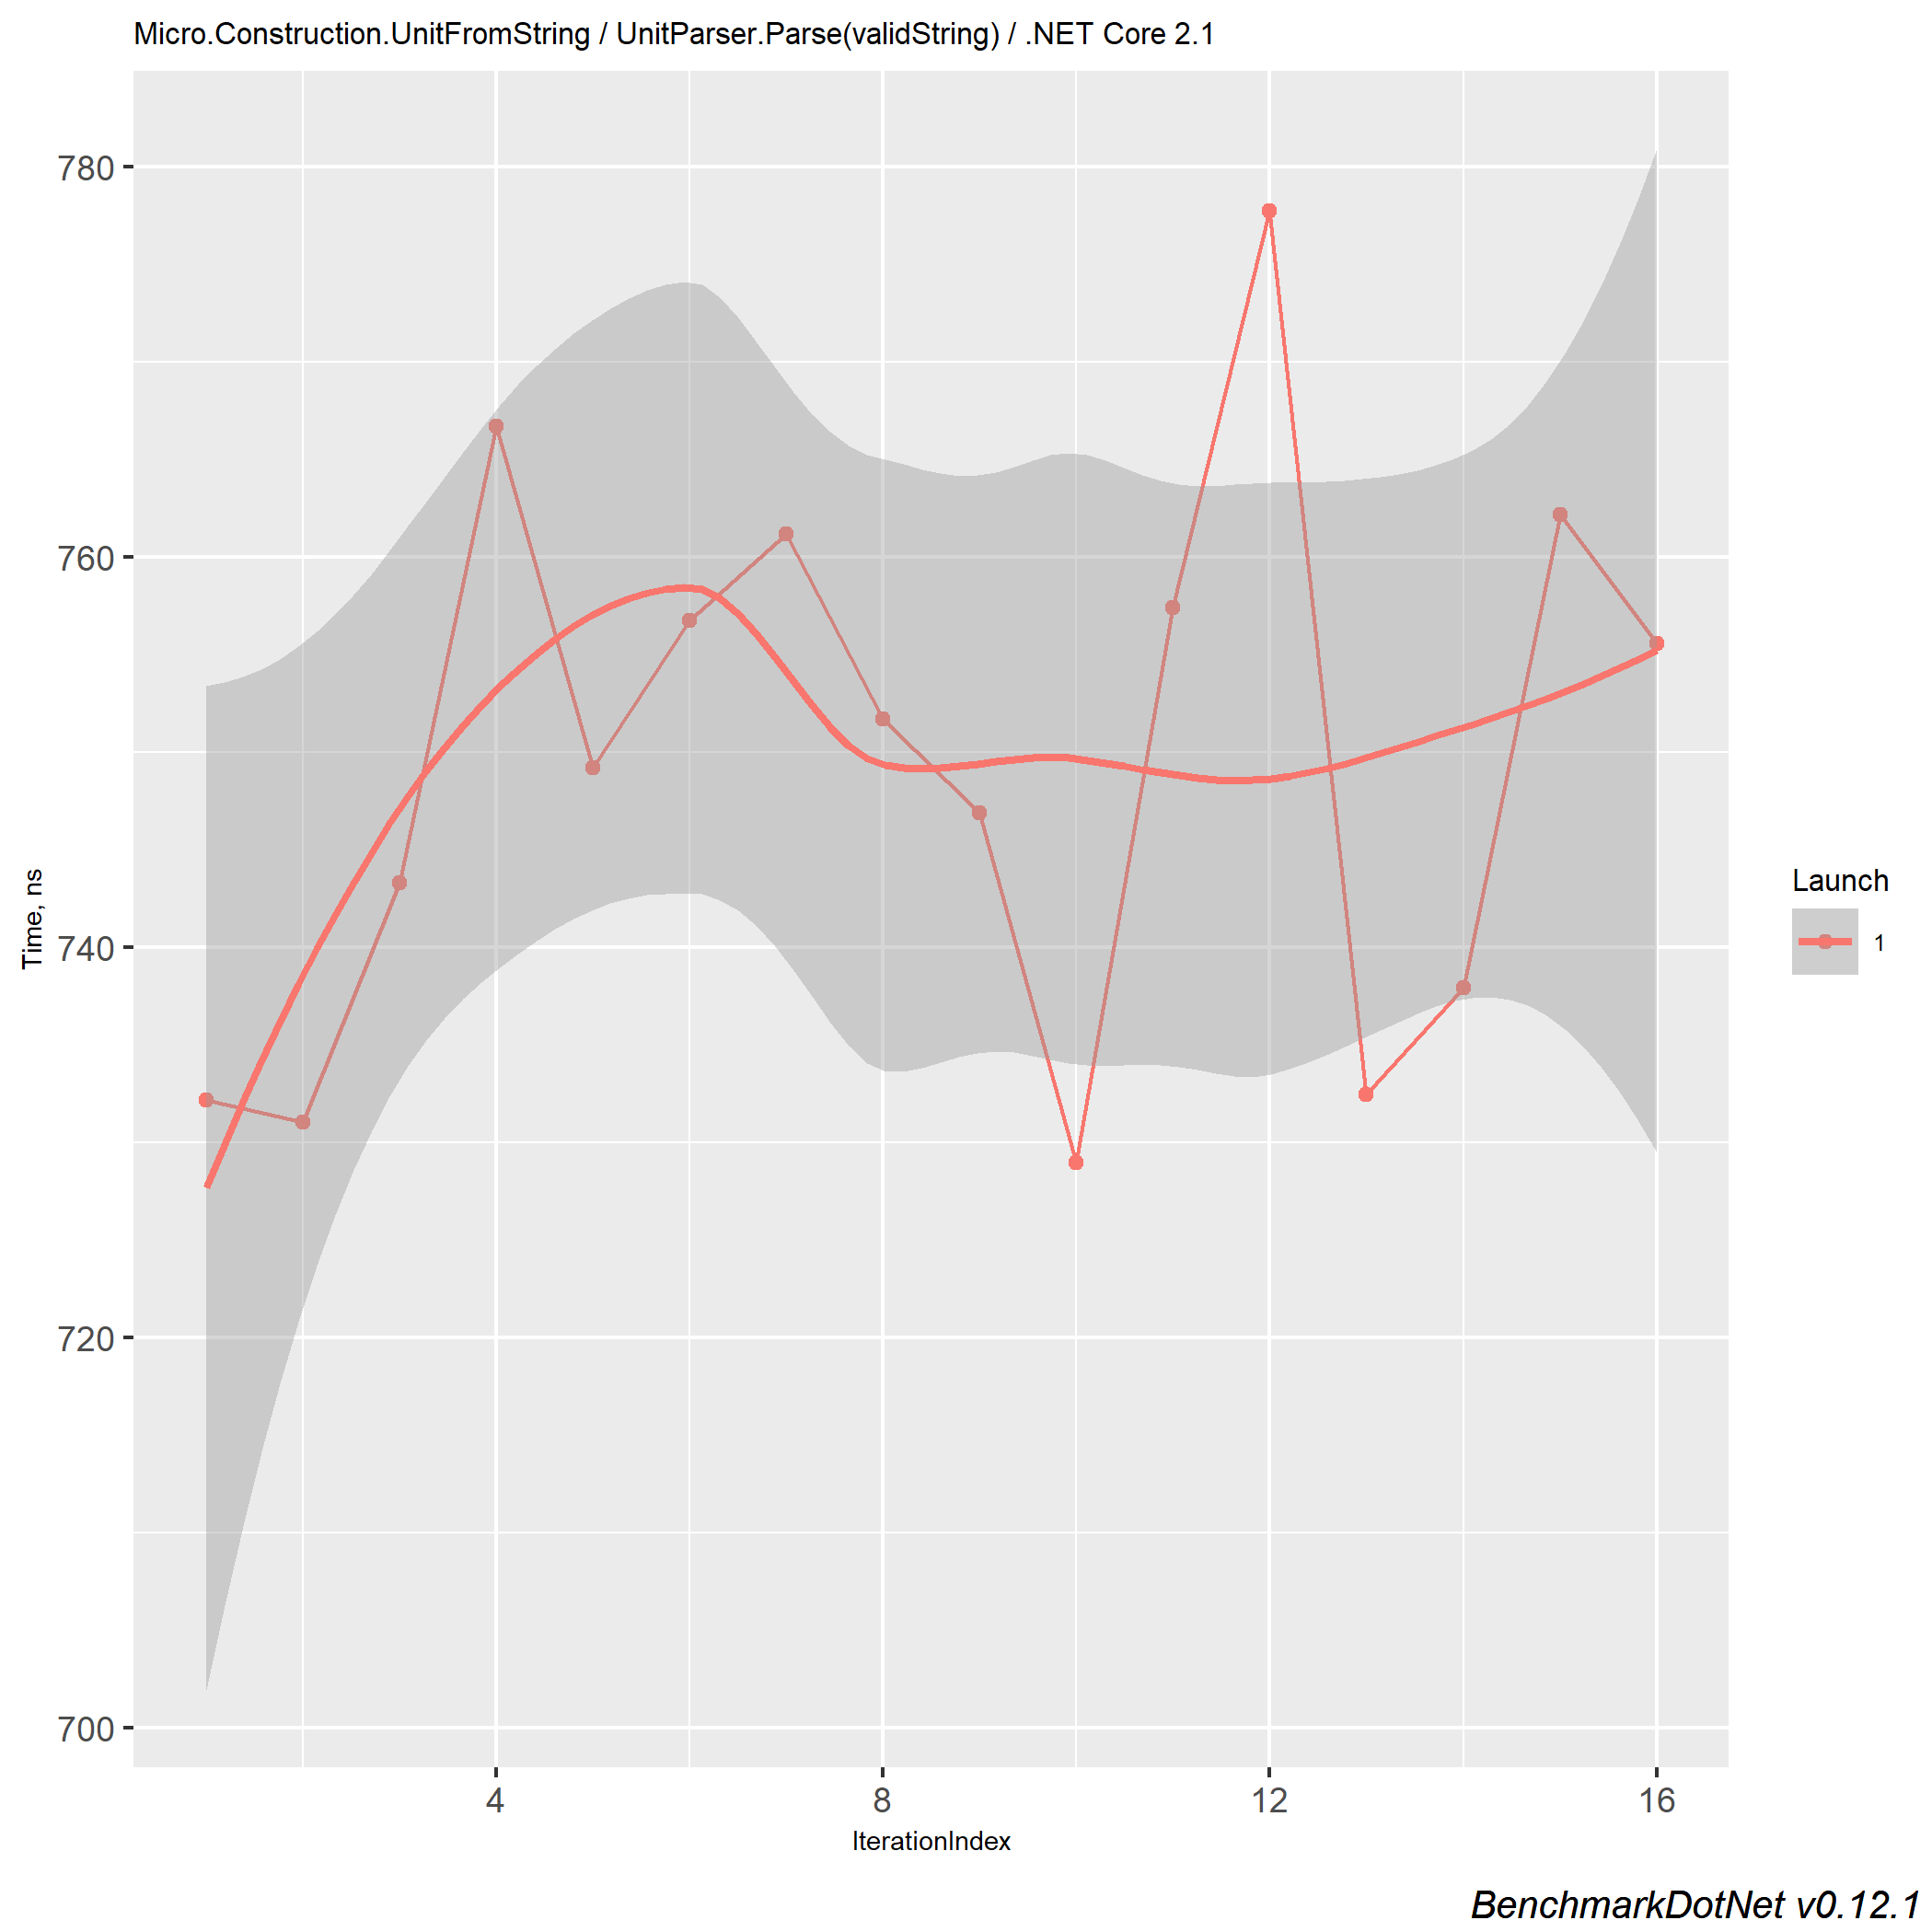 Micro.Construction.UnitFromString / UnitParser.Parse(validString) / .NET Core 2.1
780
760
740
720
700
Time, ns
4
8
12
16
IterationIndex
Launch
1
BenchmarkDotNet v0.12.1